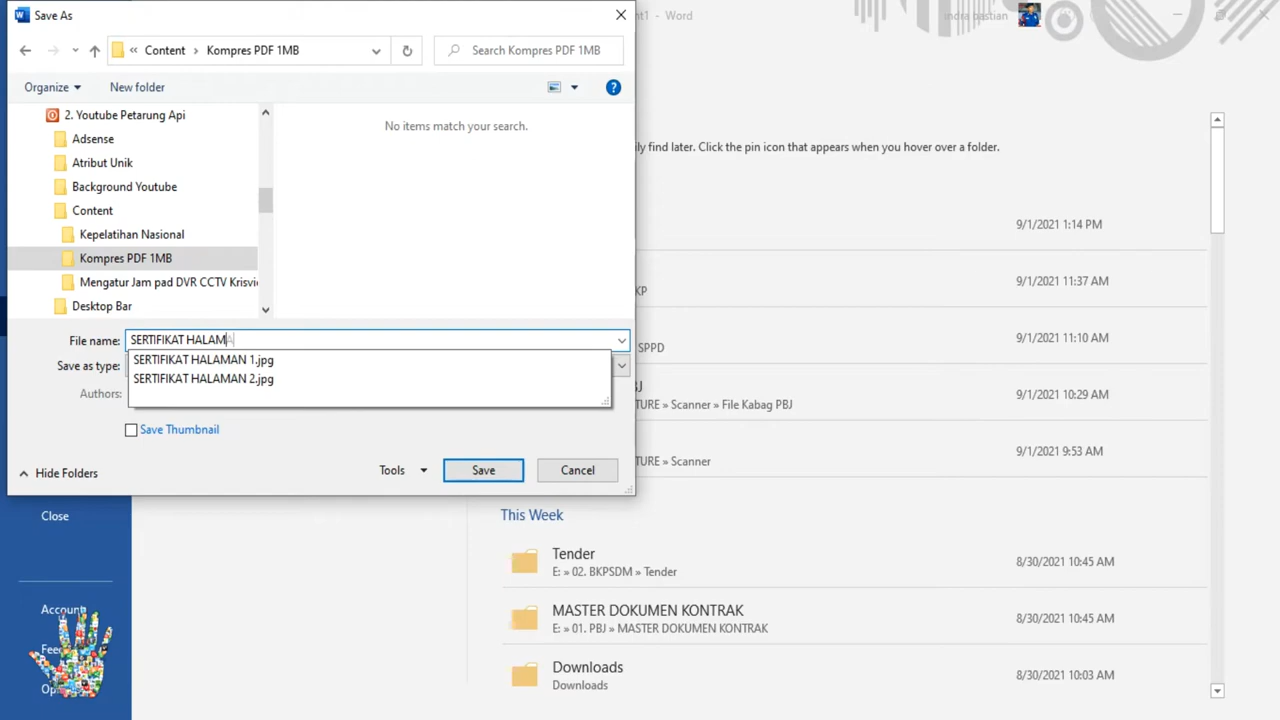 Save As
nt1 - Word
indra bastian
Content
Kompres PDF 1MB
Search Kompres PDF 1MB
Organize
New folder
2. Youtube Petarung Api
No items match your search.
Adsense
ily find later. Click the pin icon that appears when you hover over a folder.
Atribut Unik
Background Youtube
Content
9/1/2021 1:14 PM
Kepelatihan Nasional
Kompres PDF 1MB
Mengatur Jam pad DVR CCTV Krisvi
9/1/2021 11:37 AM
KP
Desktop Bar
File name:
SERTIFIKAT HALAMA
9/1/2021 11:10 AM
SPPD
SERTIFIKAT HALAMAN 1.jpg
Save as type:
SERTIFIKAT HALAMAN 2.jpg
BJ
9/1/2021 10:29 AM
Authors:
TURE » Scanner » File Kabag PBJ
Save Thumbnail
9/1/2021 9:53 AM
TURE » Scanner
Hide Folders
Tools
Save
Cancel
Close
This Week
Tender
8/30/2021 10:45 AM
E: » 02. BKPSDM » Tender
Account
MASTER DOKUMEN KONTRAK
8/30/2021 10:45 AM
E: » 01. PBJ » MASTER DOKUMEN KONTRAK
Fee
Downloads
8/30/2021 10:03 AM
Downloads
Op